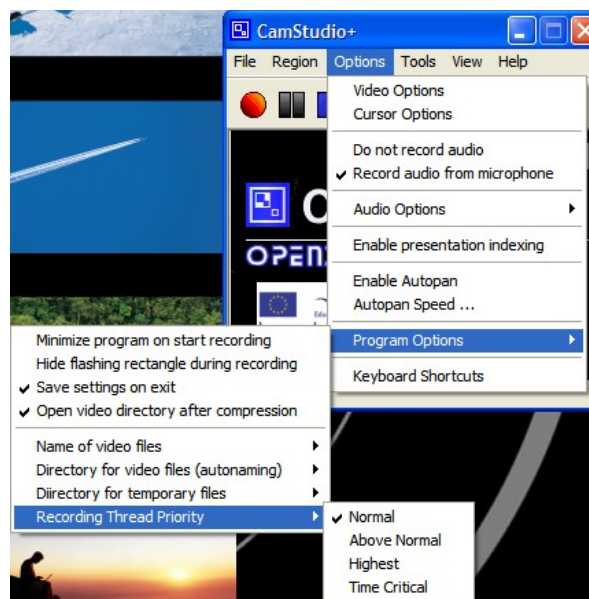 CamStudio+
File Region Options Tools View Help
Video Options
Cursor Options
Do not record audio
Record audio from microphone
Audio Options
Enable presentation indexing
Enable Autopan
Autopan Speed ...
Program Options
Keyboard Shortcuts
OPEN
Minimize program on start recording
Hide flashing rectangle during recording
Save settings on exit
Open video directory after compression
Name of video files
Directory for video files (autonaming)
Diirectory for temporary files
Recording Thread Priority
Normal
Above Normal
Highest
Time Critical